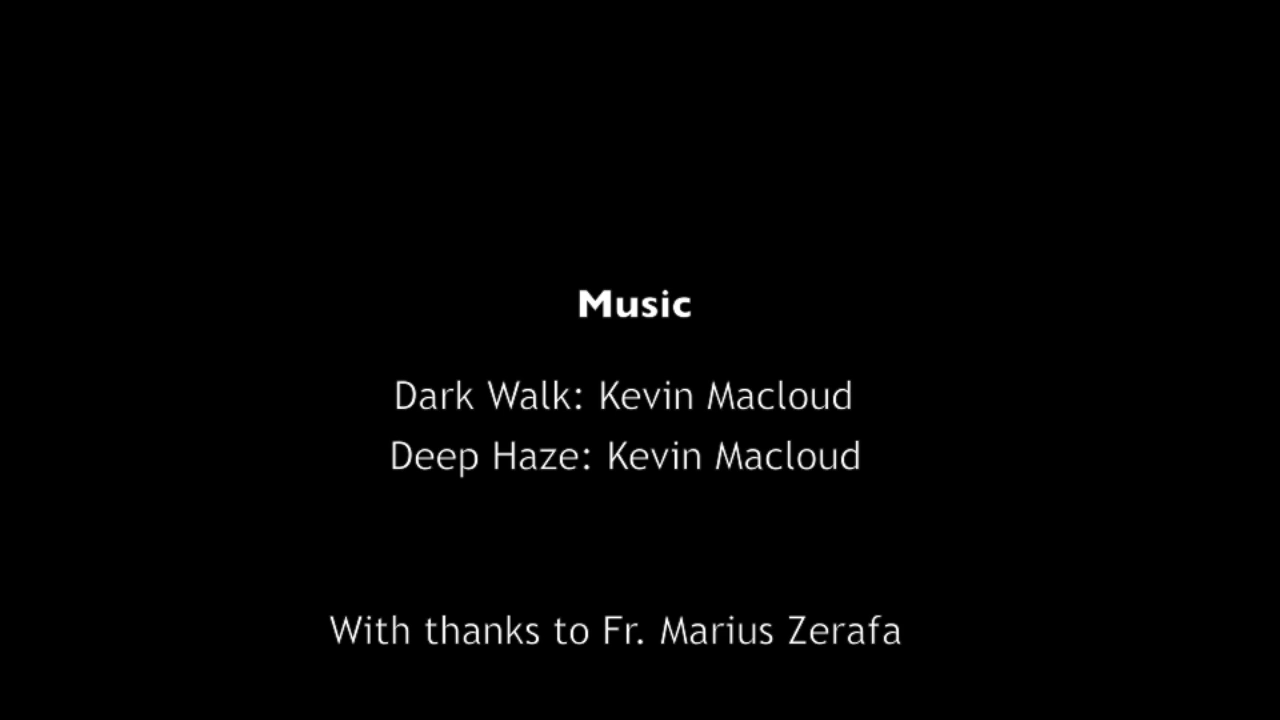 Music
Dark Walk: Kevin Macloud
Deep Haze: Kevin Macloud
With thanks to Fr. Marius Zerafa